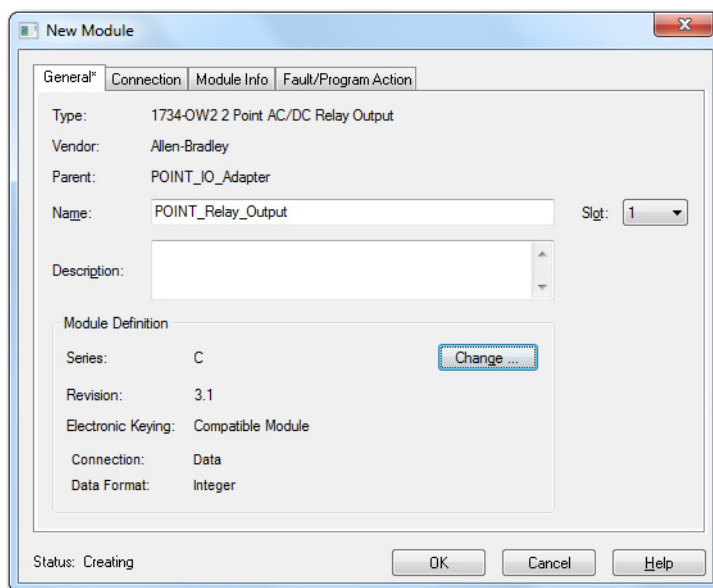 New Module
General* Connection Module Info Fault/Program Action
Type: 1734-OW2 2 Point AC/DC Relay Output
Vendor: Allen-Bradley
Parent: POINT_IO_Adapter
Name: POINT_Relay_Output Slot: 1
Description:
Module Definition
Series: C Change ...
Revision: 3.1
Electronic Keying: Compatible Module
Connection: Data
Data Format: Integer
Status: Creating OK Cancel Help